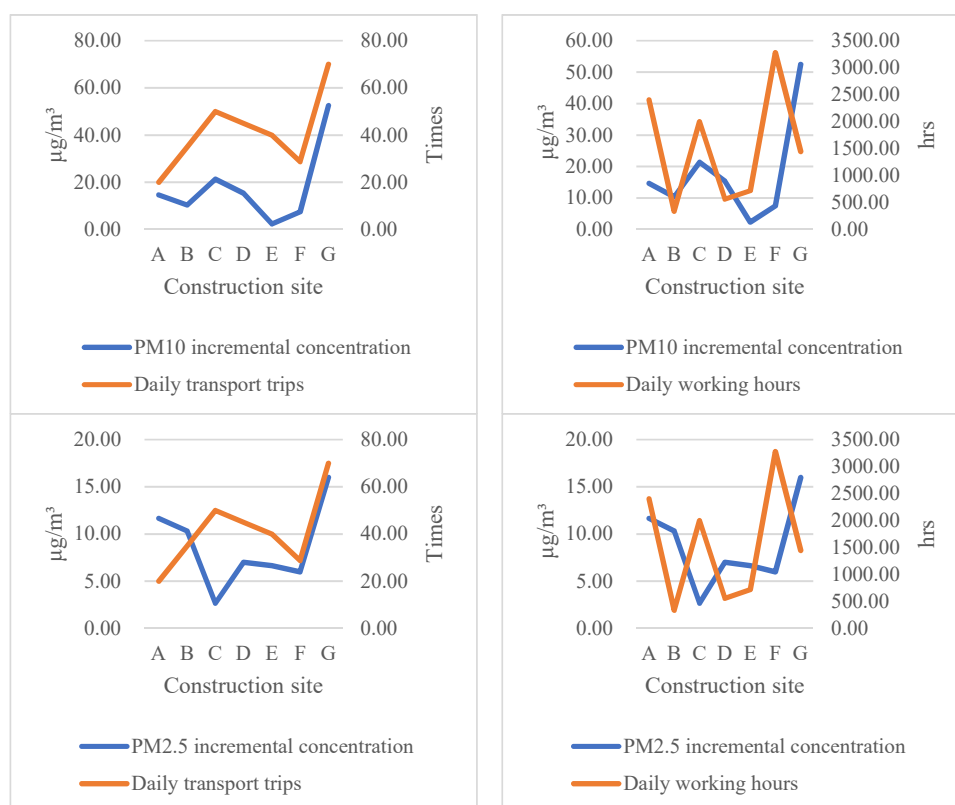 80.00 80.00
60.00 60.00
40.00 40.00
20.00 20.00
0.00 0.00
µg/m³
Times
A B C D E F G
Construction site
PM10 incremental concentration
Daily transport trips
60.00 3500.00
50.00 3000.00
40.00 2500.00
30.00 2000.00
20.00 1500.00
10.00 1000.00
0.00 500.00
0.00
µg/m³
hrs
A B C D E F G
Construction site
PM10 incremental concentration
Daily working hours
20.00 80.00
15.00 60.00
10.00 40.00
5.00 20.00
0.00 0.00
µg/m³
Times
A B C D E F G
Construction site
PM2.5 incremental concentration
Daily transport trips
20.00 3500.00
15.00 3000.00
10.00 2500.00
5.00 2000.00
0.00 1500.00
1000.00
500.00
0.00
µg/m³
hrs
A B C D E F G
Construction site
PM2.5 incremental concentration
Daily working hours